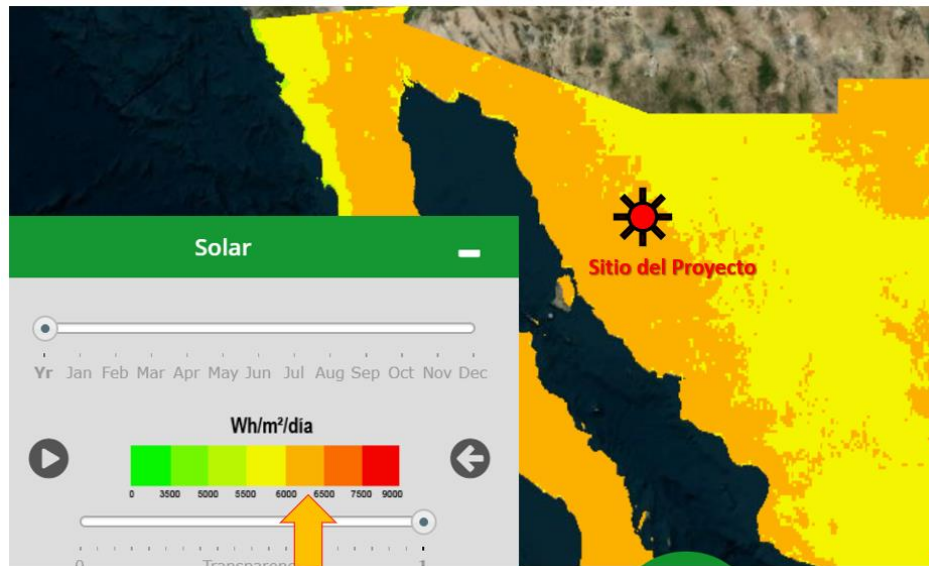 Solar
Sitio del Proyecto
Yr Jan Feb Mar Apr May Jun Jul Aug Sep Oct Nov Dec
Wh/m²/día
0 3500 5000 5500 6000 6500 7500 9000
0 1